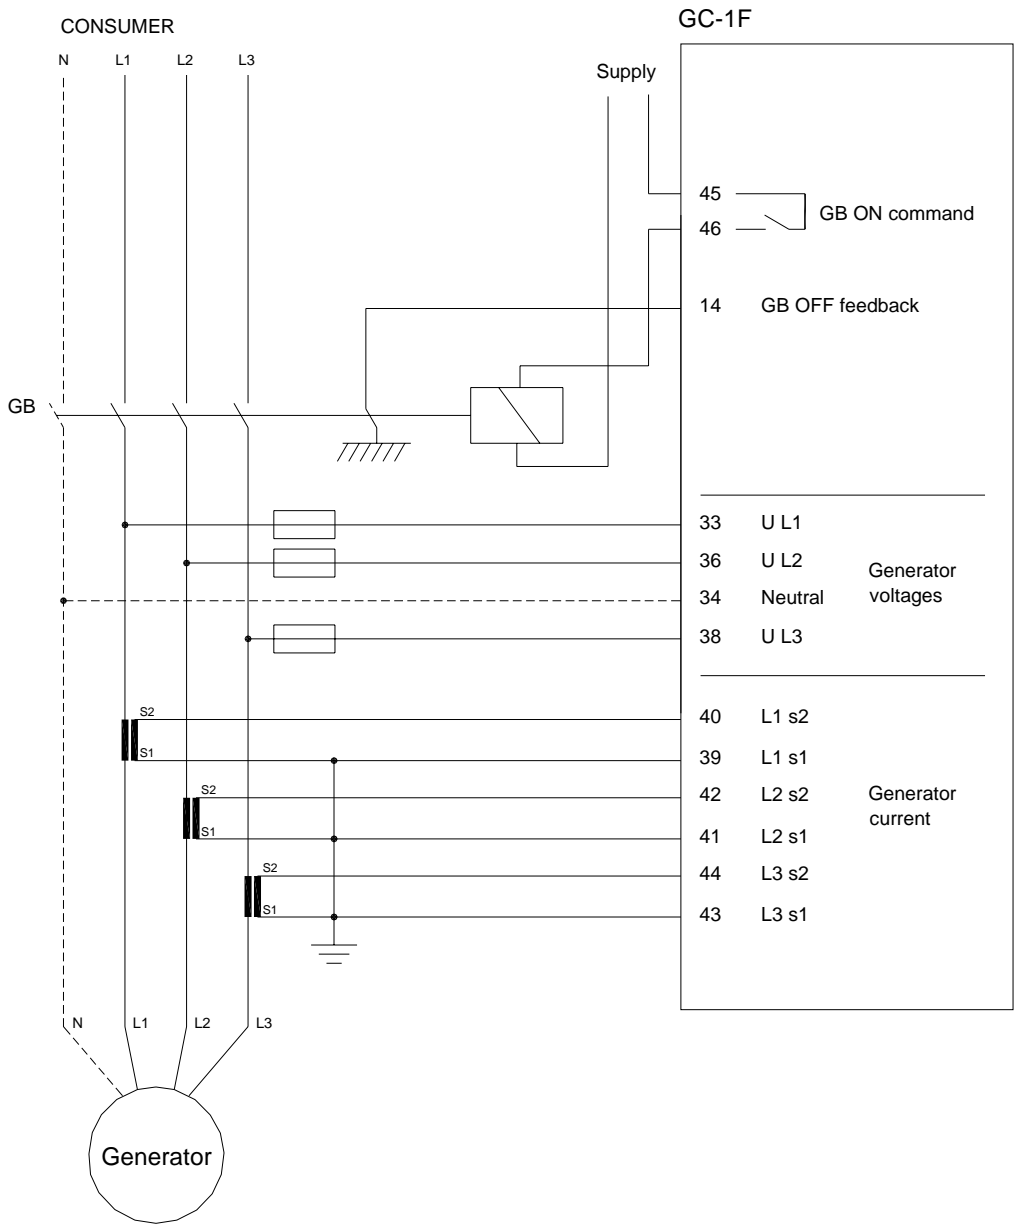 CONSUMER
GC-1F
N L1 L2 L3
Supply
45
GB ON command
46
14 GB OFF feedback
GB
33 U L1
36 U L2
Generator
voltages
34 Neutral
38 U L3
S2
40 L1 s2
S1
39 L1 s1
S2
42 L2 s2
Generator
current
S1
41 L2 s1
S2
44 L3 s2
S1
43 L3 s1
N L1 L2 L3
Generator